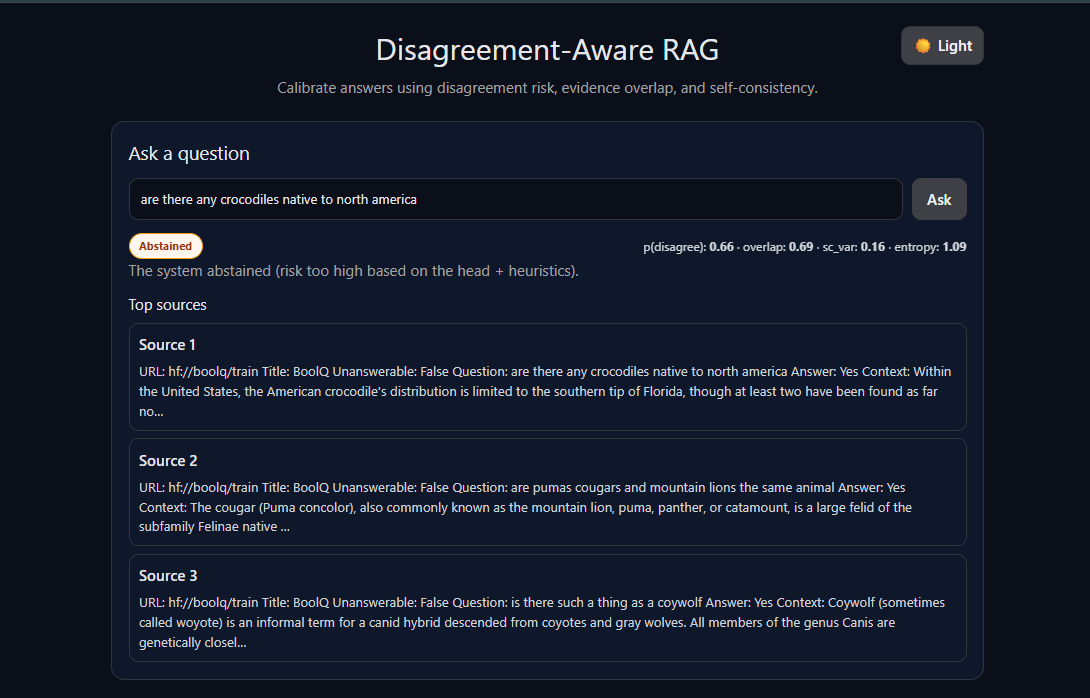 Disagreement-Aware RAG
Light
Calibrate answers using disagreement risk, evidence overlap, and self-consistency.
Ask a question
are there any crocodiles native to north america
Ask
Abstained
p(disagree): 0.66 · overlap: 0.69 · sc_var: 0.16 · entropy: 1.09
The system abstained (risk too high based on the head + heuristics).
Top sources
Source 1
URL: hf://boolq/train Title: BoolQ Unanswerable: False Question: are there any crocodiles native to north america Answer: Yes Context: Within
the United States, the American crocodile's distribution is limited to the southern tip of Florida, though at least two have been found as far
no...
Source 2
URL: hf://boolq/train Title: BoolQ Unanswerable: False Question: are pumas cougars and mountain lions the same animal Answer: Yes
Context: The cougar (Puma concolor), also commonly known as the mountain lion, puma, panther, or catamount, is a large felid of the
subfamily Felinae native ...
Source 3
URL: hf://boolq/train Title: BoolQ Unanswerable: False Question: is there such a thing as a coywolf Answer: Yes Context: Coywolf (sometimes
called woyote) is an informal term for a canid hybrid descended from coyotes and gray wolves. All members of the genus Canis are
genetically closel...